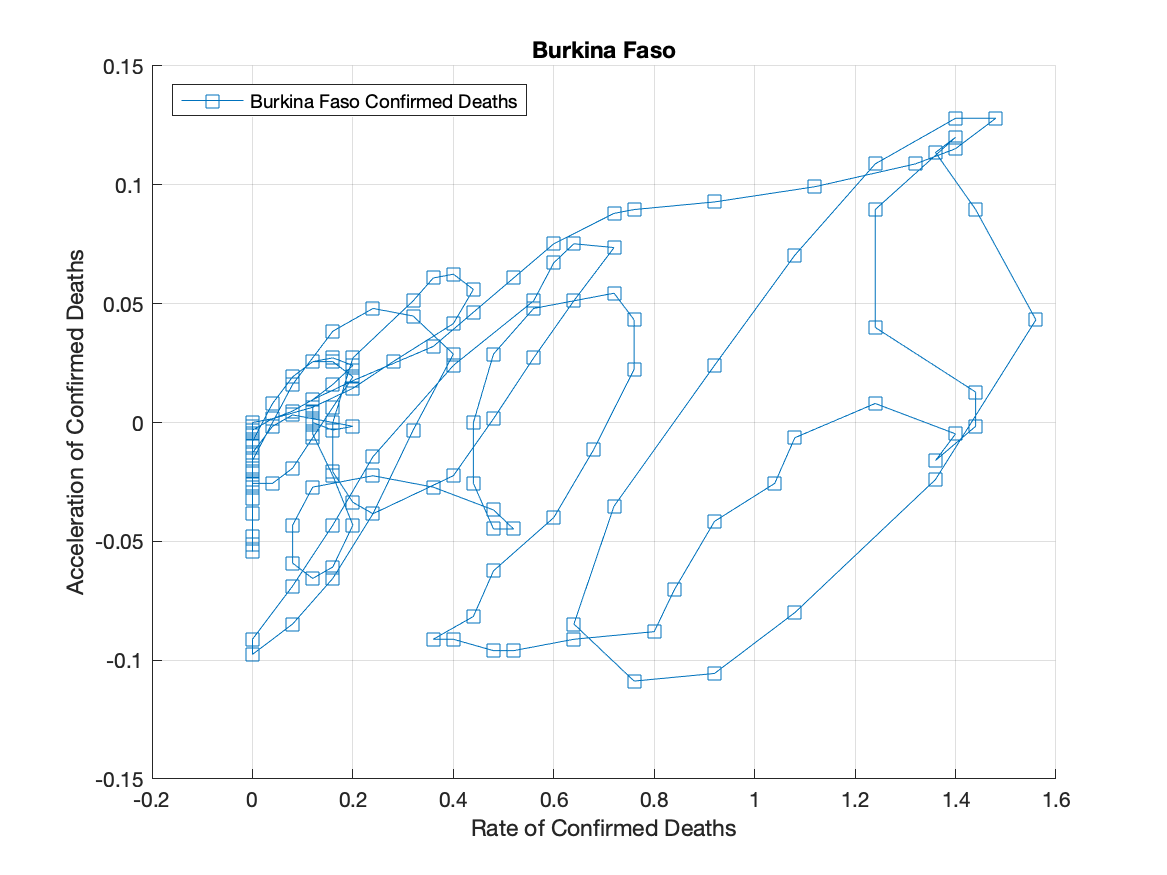 Burkina Faso
0.15
Burkina Faso Confirmed Deaths
0.1
0.05
0
-0.05
-0.1
-0.15
Acceleration of Confirmed Deaths
-0.2 0 0.2 0.4 0.6 0.8 1 1.2 1.4 1.6
Rate of Confirmed Deaths